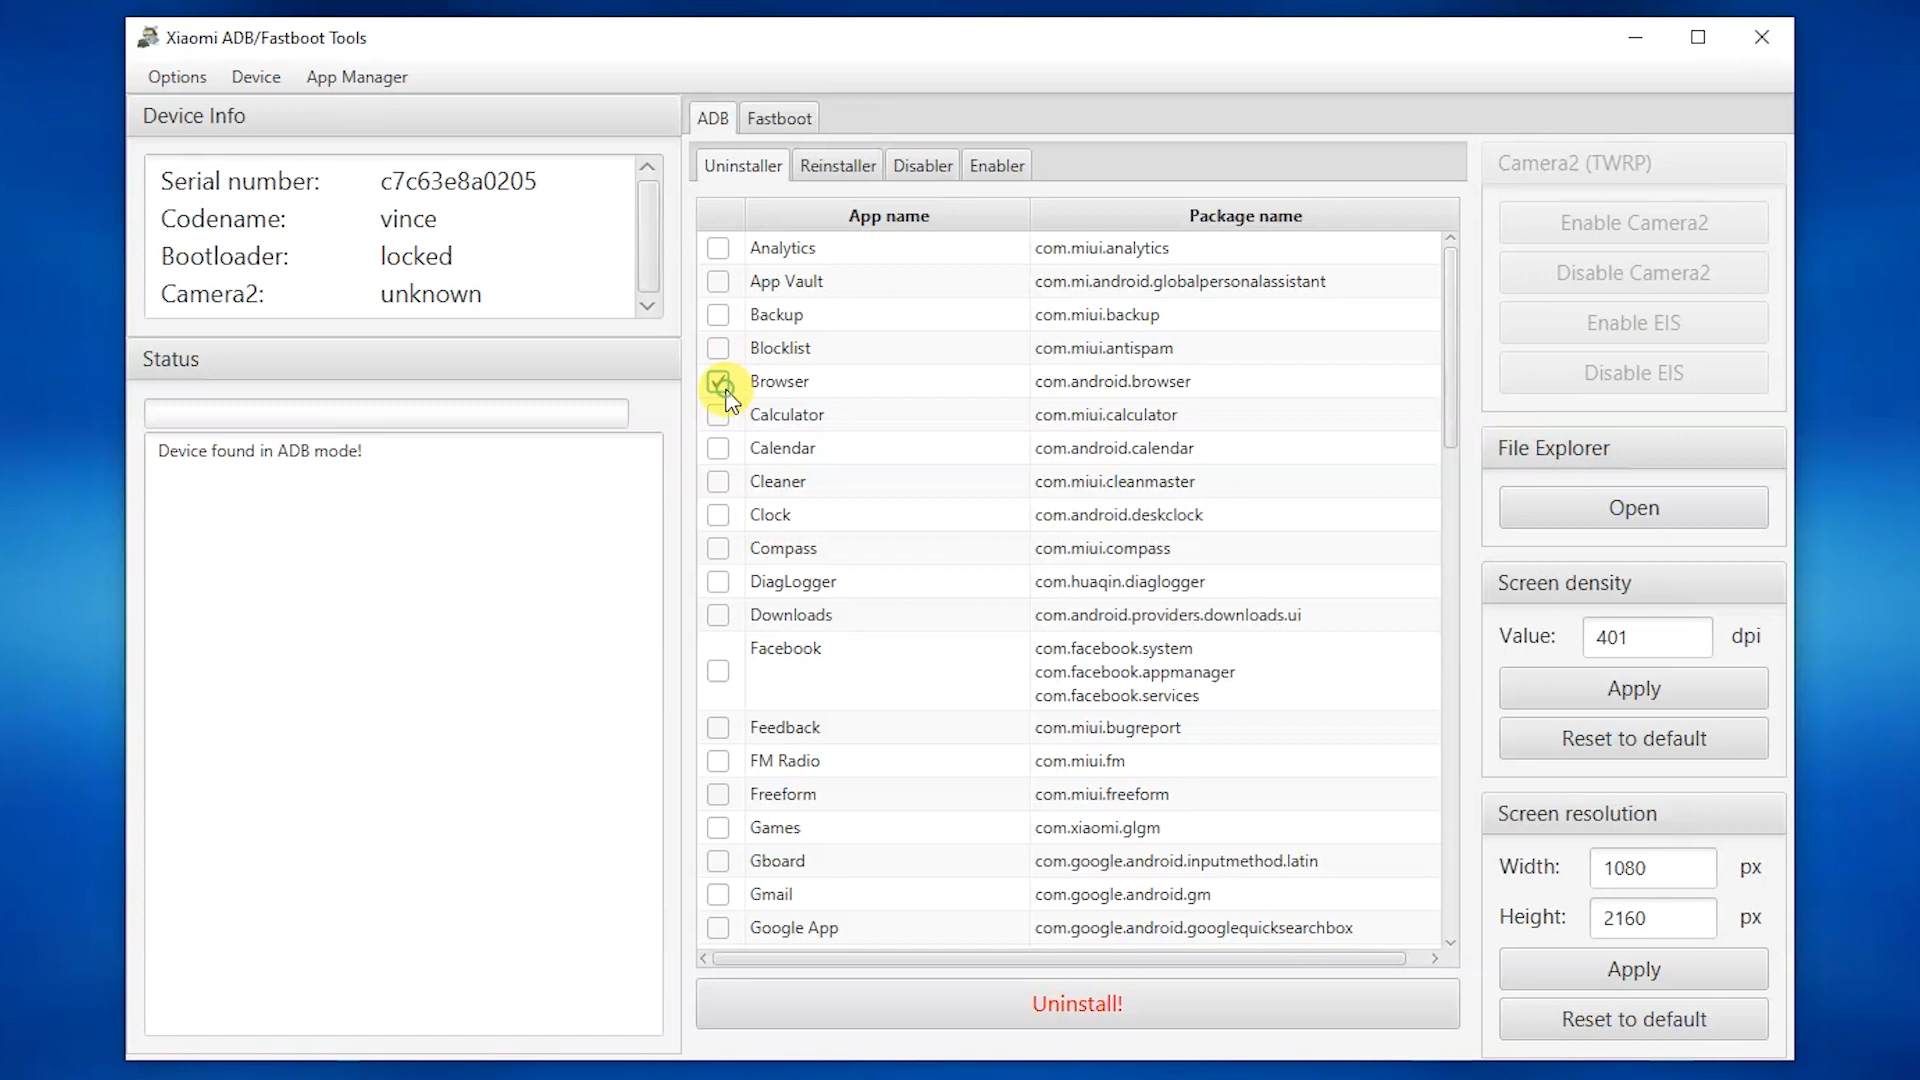 Xiaomi ADB/Fastboot Tools
Options Device App Manager
Device Info
Serial number: c7c63e8a0205
Codename: vince
Bootloader: locked
Camera2: unknown
Status
Device found in ADB mode!
ADB Fastboot
Uninstaller Reinstaller Disabler Enabler
App name Package name
Analytics com.miui.analytics
App Vault com.mi.android.globalpersonalassistant
Backup com.miui.backup
Blocklist com.miui.antispam
Browser com.android.browser
Calculator com.miui.calculator
Calendar com.android.calendar
Cleaner com.miui.cleanmaster
Clock com.android.deskclock
Compass com.miui.compass
DiagLogger com.huaqin.diaglogger
Downloads com.android.providers.downloads.ui
Facebook com.facebook.system
com.facebook.appmanager
com.facebook.services
Feedback com.miui.bugreport
FM Radio com.miui.fm
Freeform com.miui.freeform
Games com.xiaomi.glgm
Gboard com.google.android.inputmethod.latin
Gmail com.google.android.gm
Google App com.google.android.googlequicksearchbox
Uninstall!
Camera2 (TWRP)
Enable Camera2
Disable Camera2
Enable EIS
Disable EIS
File Explorer
Open
Screen density
Value: 401 dpi
Apply
Reset to default
Screen resolution
Width: 1080 px
Height: 2160 px
Apply
Reset to default